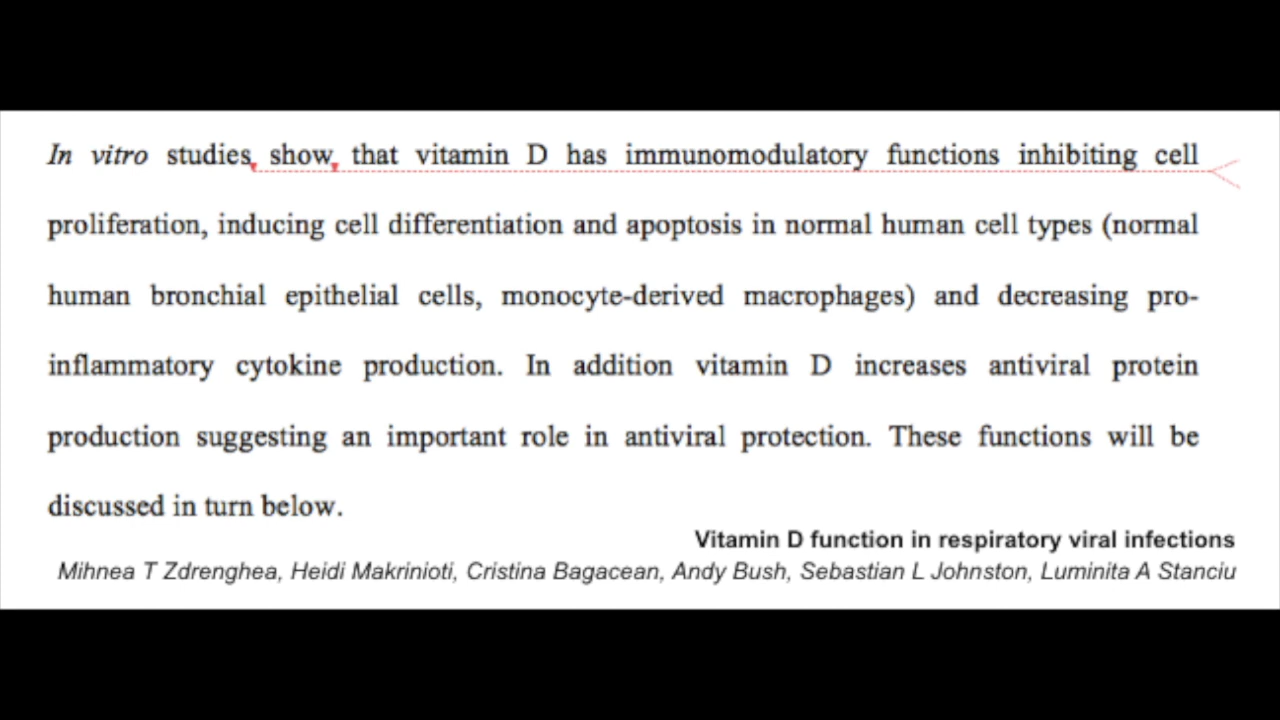 In vitro studies, show, that vitamin D has immunomodulatory functions inhibiting cell
proliferation, inducing cell differentiation and apoptosis in normal human cell types (normal
human bronchial epithelial cells, monocyte-derived macrophages) and decreasing pro-
inflammatory cytokine production. In addition vitamin D increases antiviral protein
production suggesting an important role in antiviral protection. These functions will be
discussed in turn below.
Vitamin D function in respiratory viral infections
Mihnea T Zdrenghea, Heidi Makrinioti, Cristina Bagacean, Andy Bush, Sebastian L Johnston, Luminita A Stanciu